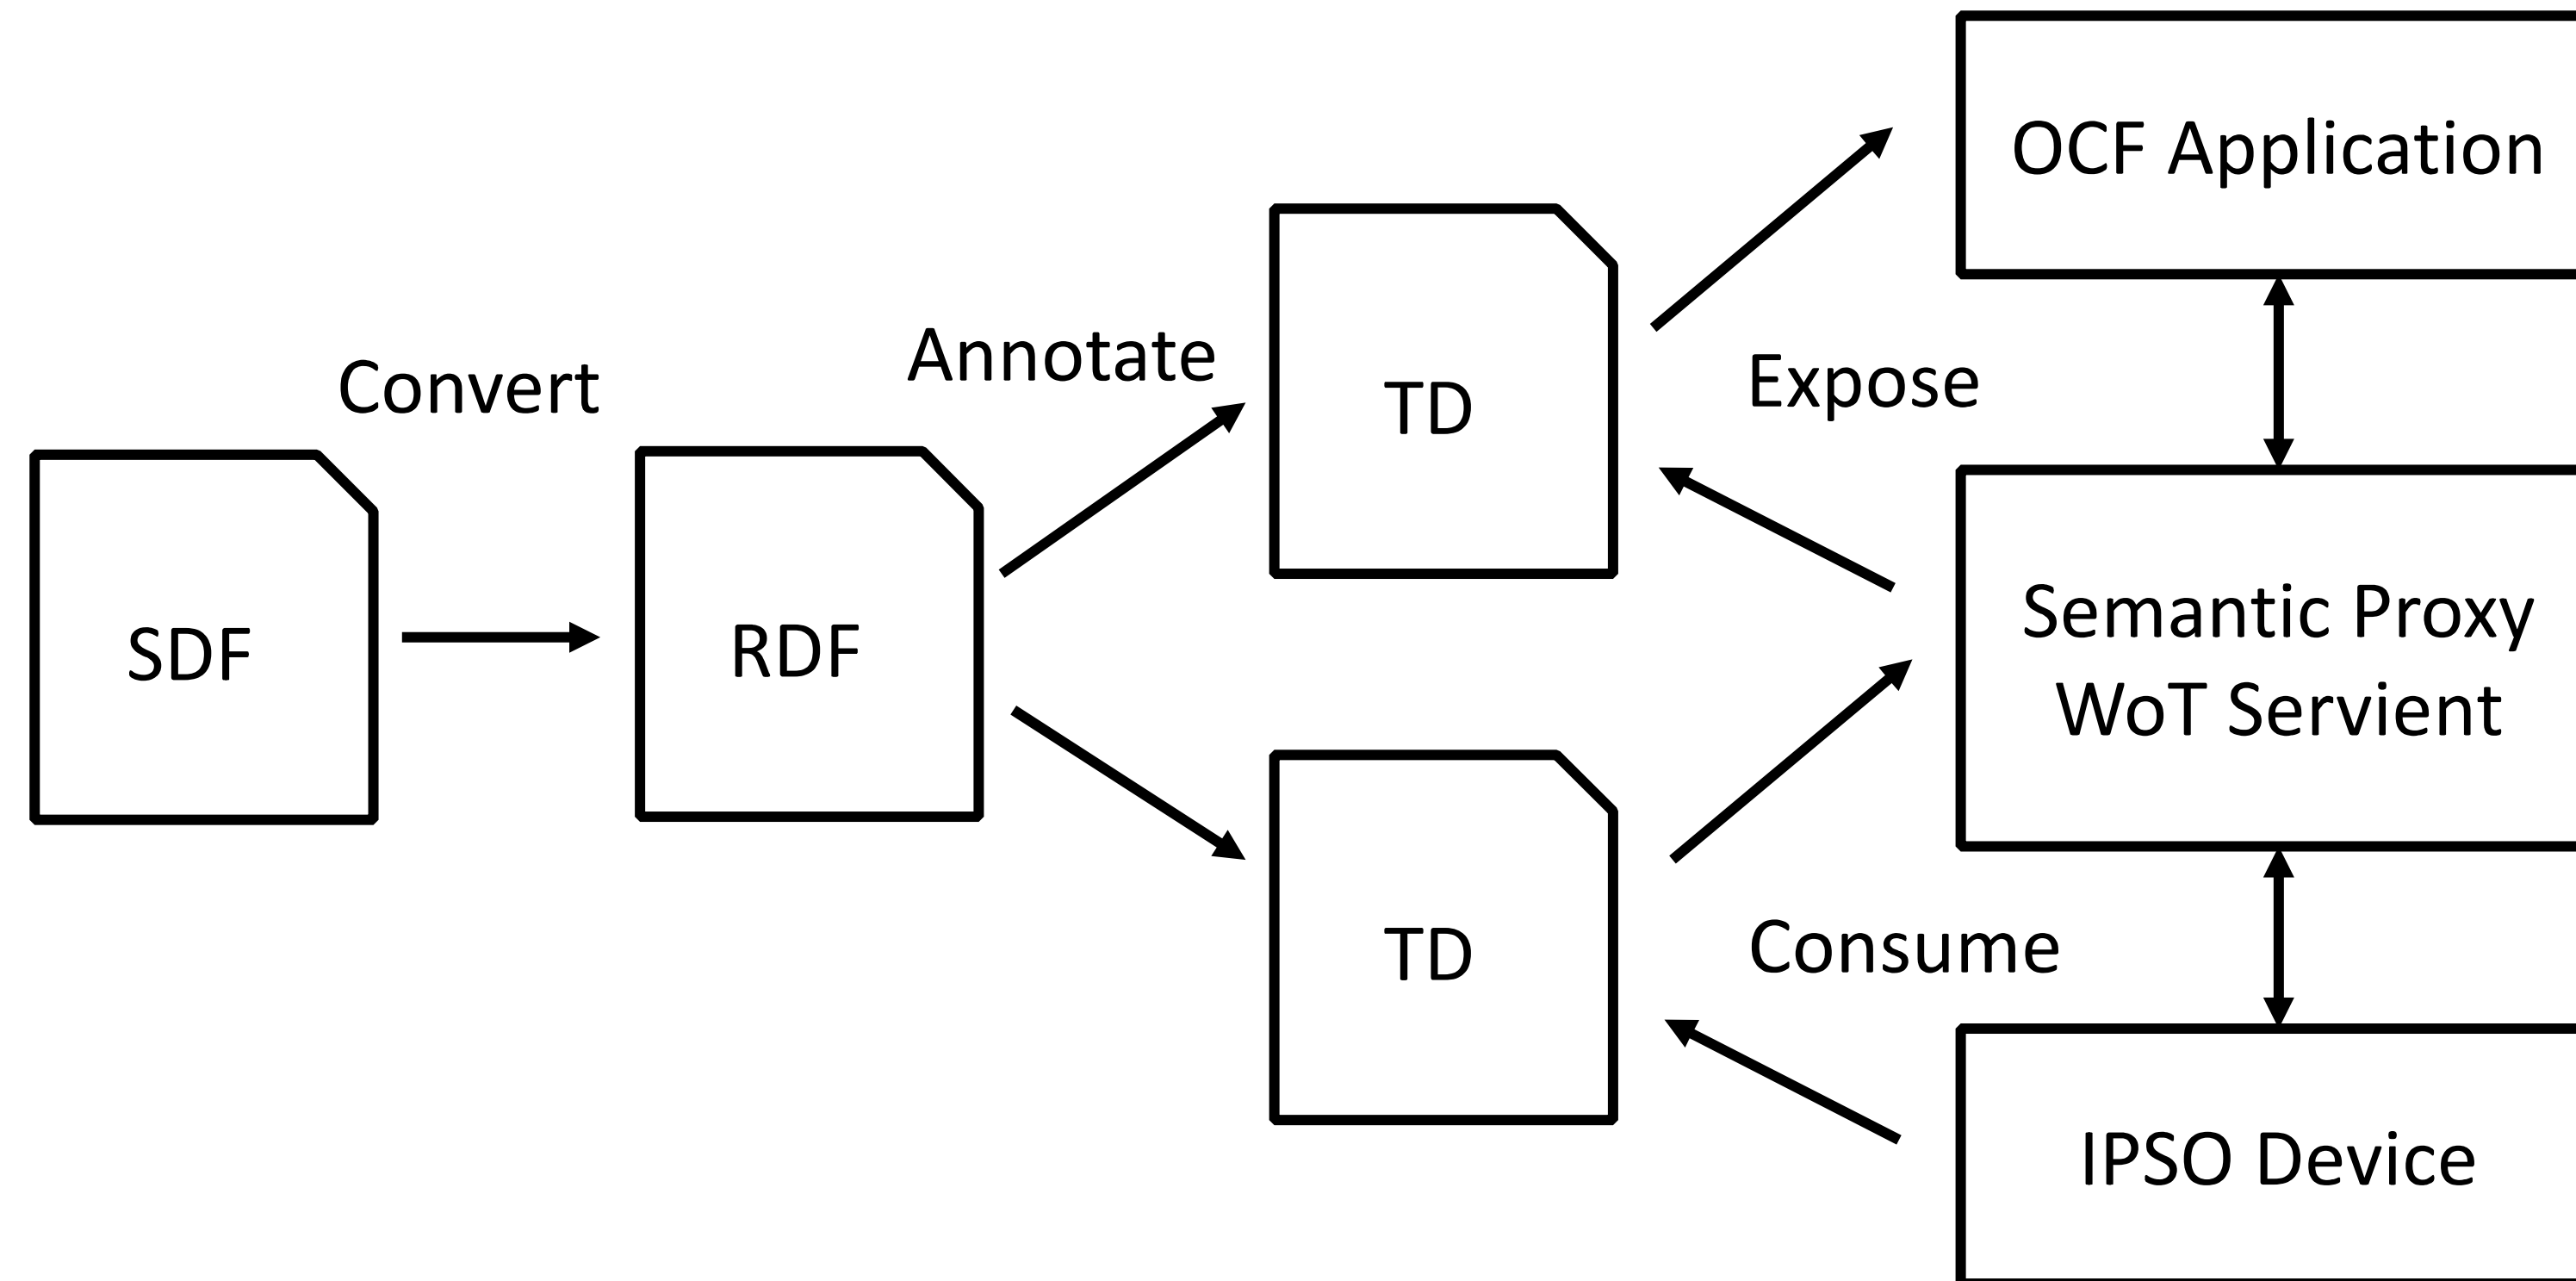 OCF Application
Convert
Annotate
TD
Expose
SDF
RDF
Semantic Proxy
WoT Servient
TD
Consume
IPSO Device